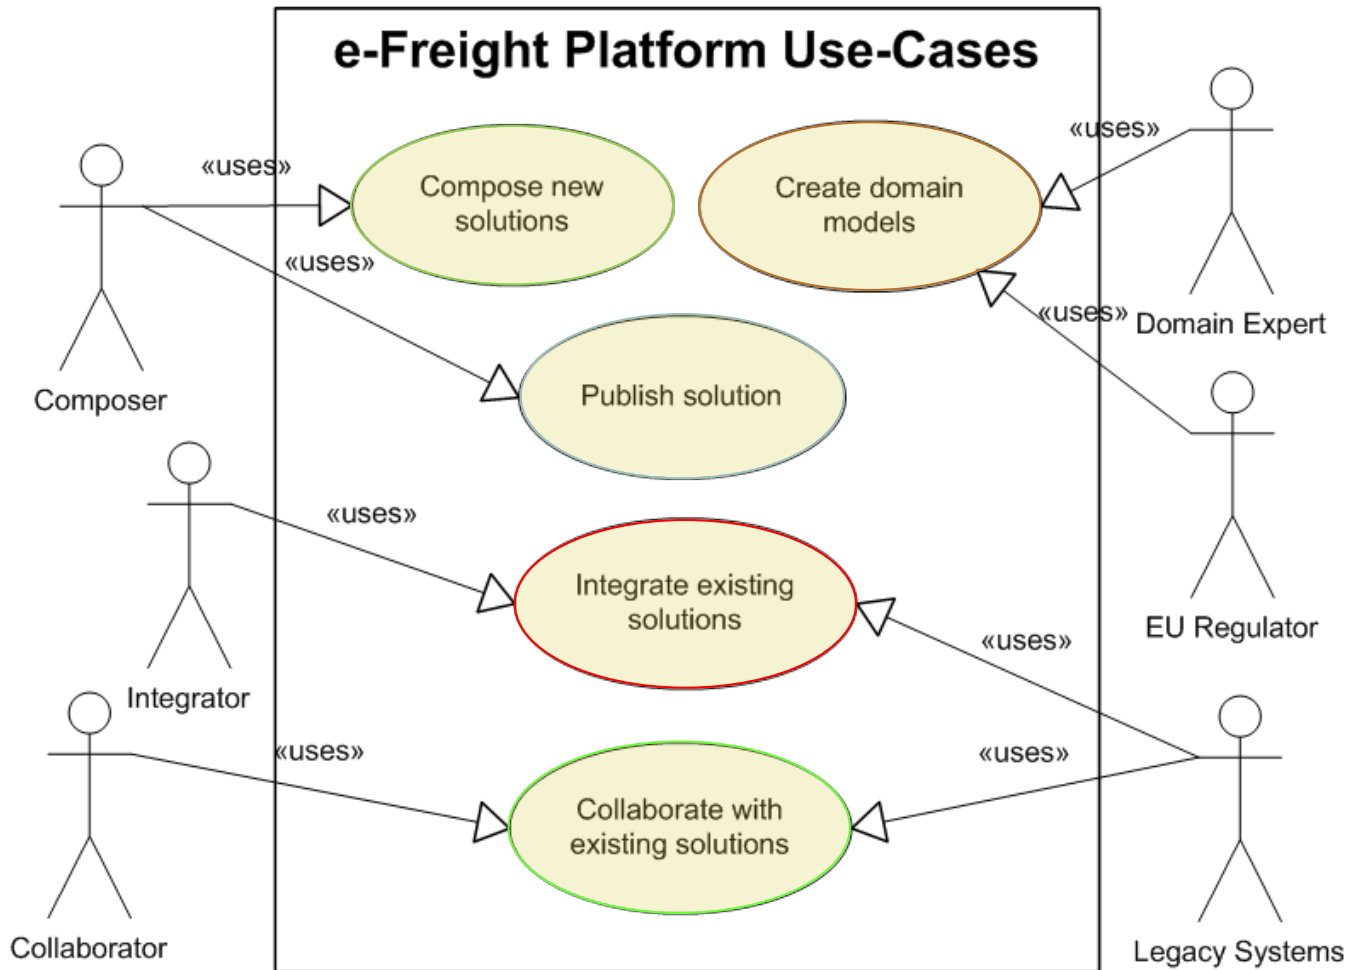 e-Freight Platform Use-Cases
«uses»
«uses»
Compose new
solutions
Create domain
models
«uses»
«uses»
Domain Expert
Composer
Publish solution
«uses»
Integrate existing
solutions
EU Regulator
«uses»
Integrator
«uses»
«uses»
Collaborate with
existing solutions
Collaborator
Legacy Systems